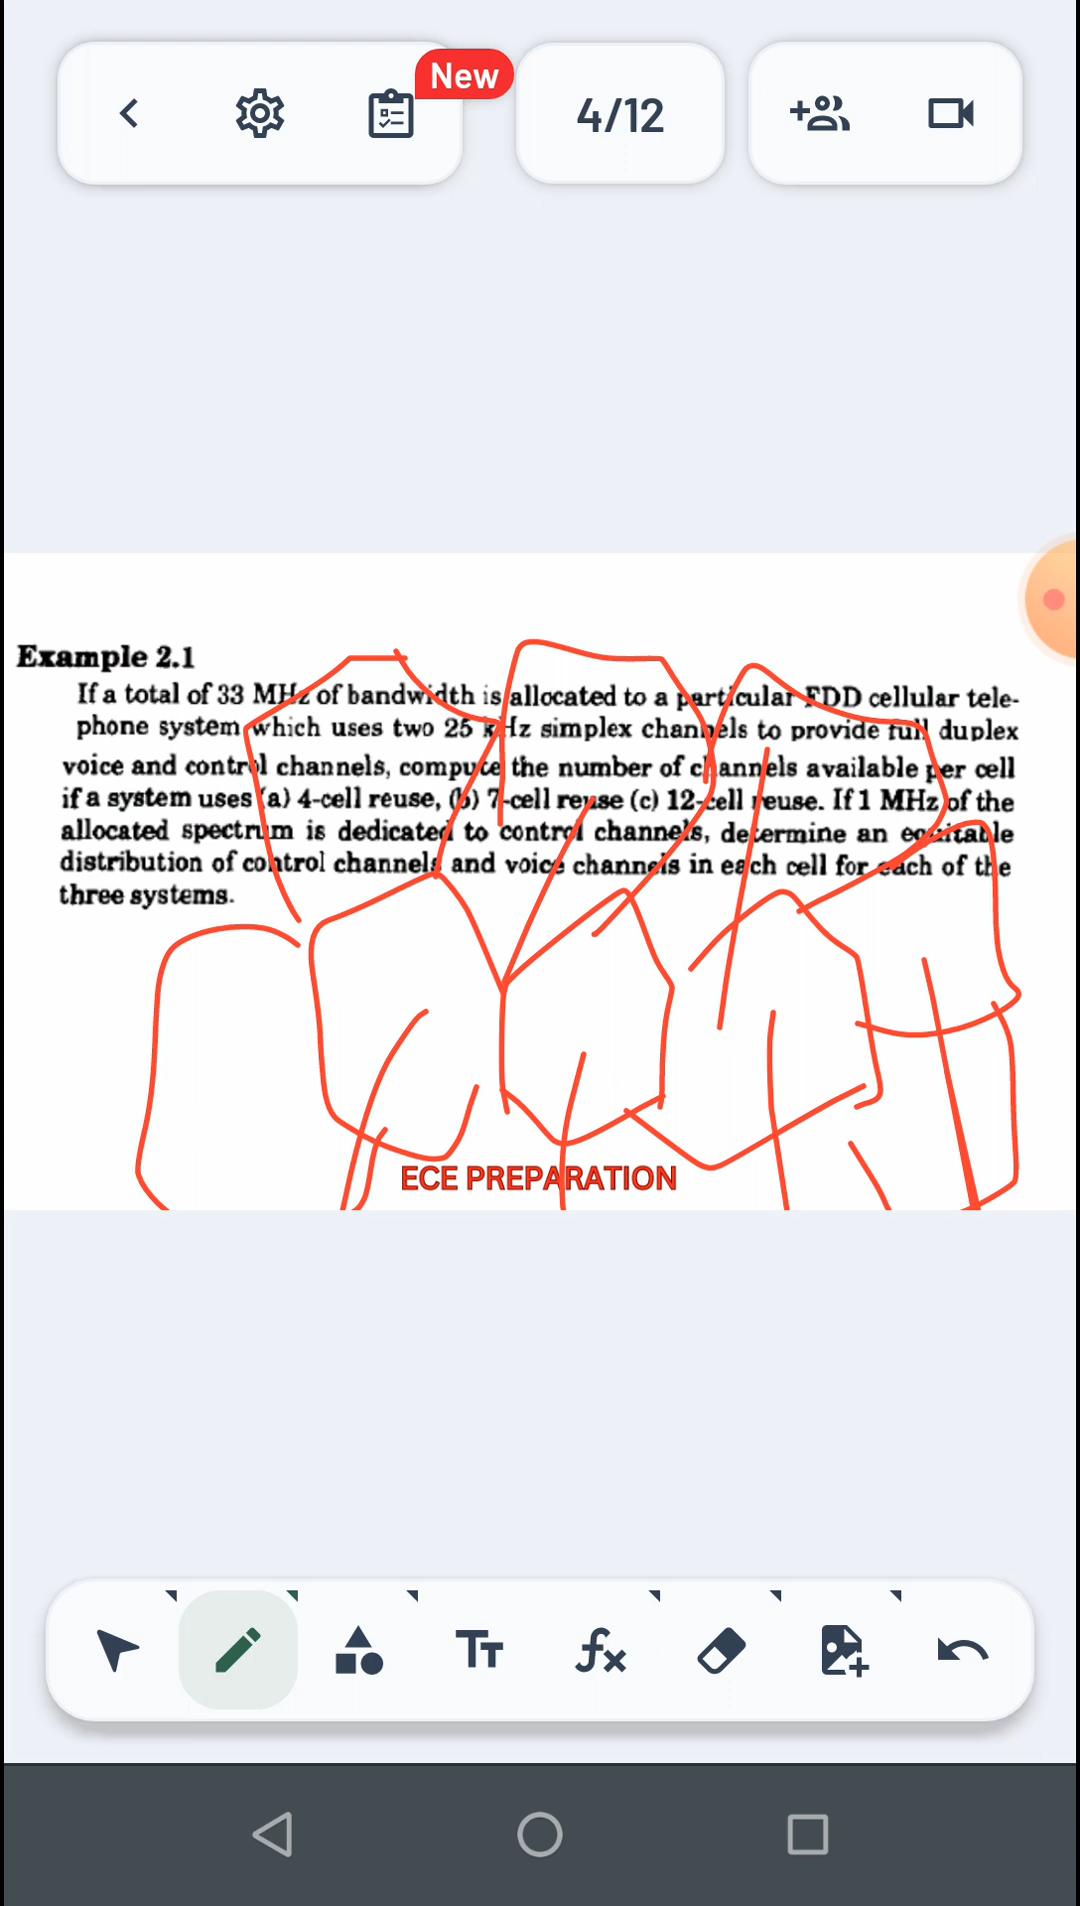 New
4/12
Example 2.1
If a total of 33 MHz of bandwidth is allocated to a particular FDD cellular tele-
phone system which uses two 25 kHz simplex channels to provide full duplex
voice and control channels, compute the number of channels available per cell
if a system uses (a) 4-cell reuse, (b) 7-cell reuse (c) 12-cell reuse. If 1 MHz of the
allocated spectrum is dedicated to control channels, determine an equitable
distribution of control channels and voice channels in each cell for each of the
three systems.
ECE PREPARATION